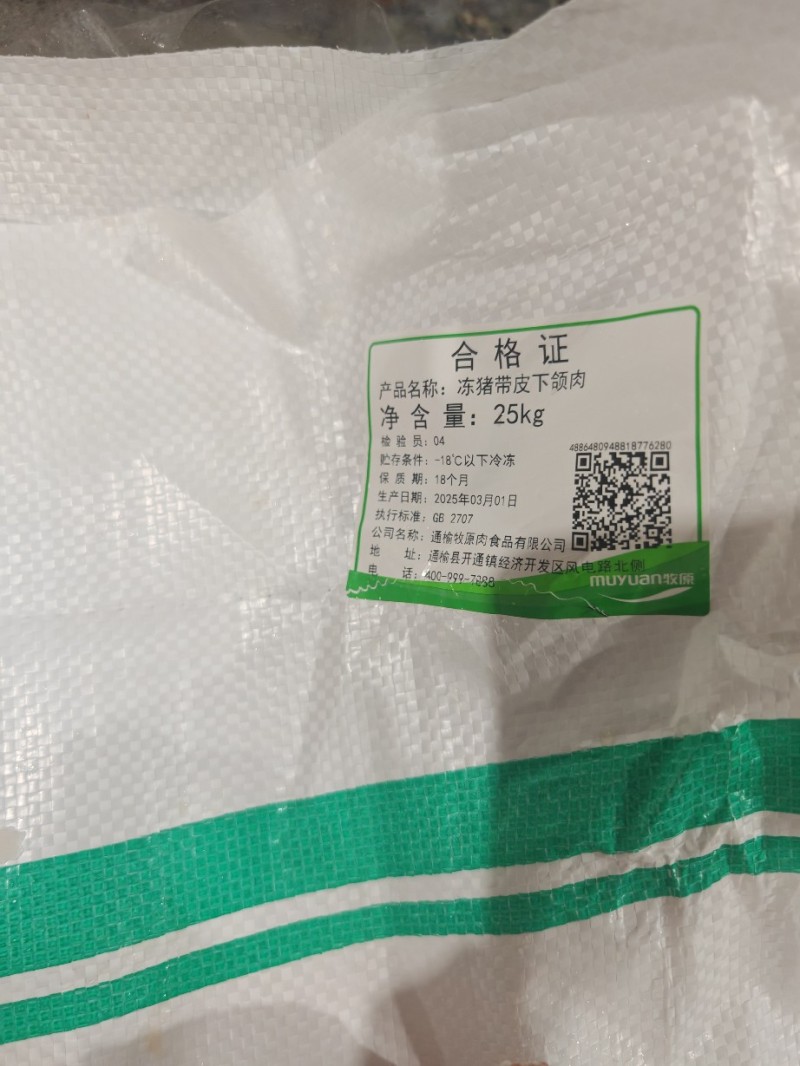 合格证
产品名称：冻猪带皮下颌肉
净含量：25kg
检验员：04
贮存条件：-18℃以下冷冻
保质期：18个月
生产日期：2025年03月01日
执行标准：GB 2707
公司名称：通榆牧原肉食品有限公司
地址：通榆县开通镇经济开发区风电路北侧
电话：400-999-7288
4886480948818776280
muyuan牧原